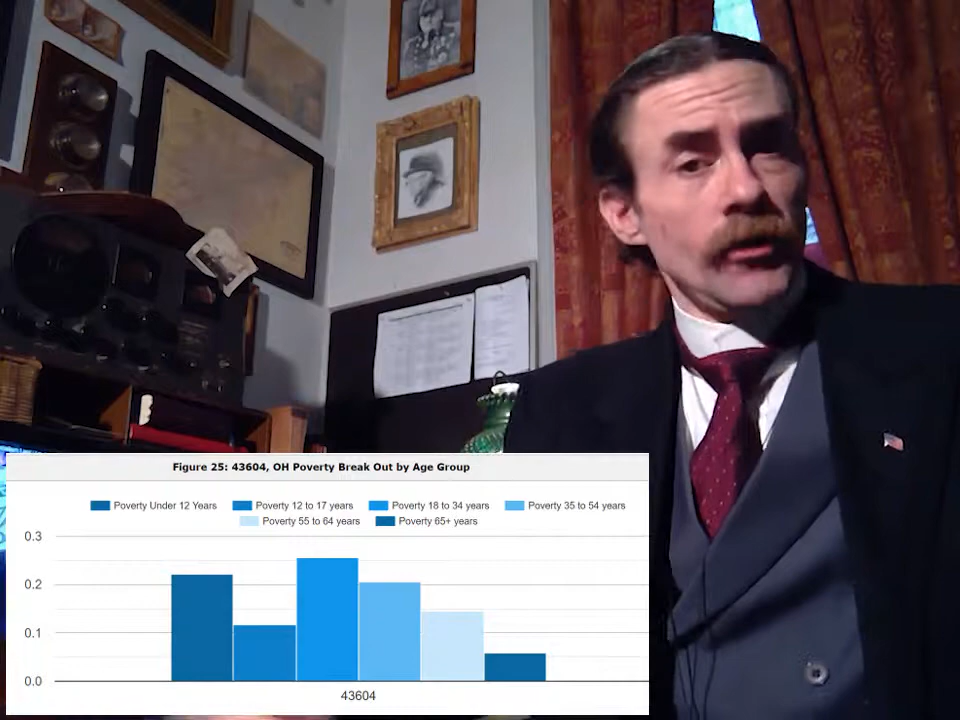 Figure 25: 43604, OH Poverty Break Out by Age Group
Poverty Under 12 Years Poverty 12 to 17 years Poverty 18 to 34 years Poverty 35 to 54 years
Poverty 55 to 64 years Poverty 65+ years
0.3
0.2
0.1
0.0
43604